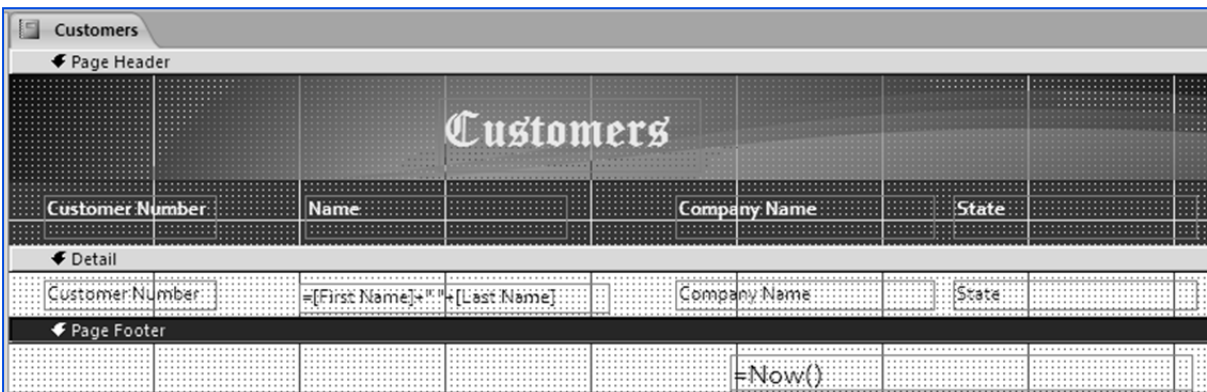 Customers
Page Header
Customers
Customer Number Name Company Name State
Detail
Customer Number =[First Name]+" "+[Last Name] Company Name State
Page Footer
=Now()